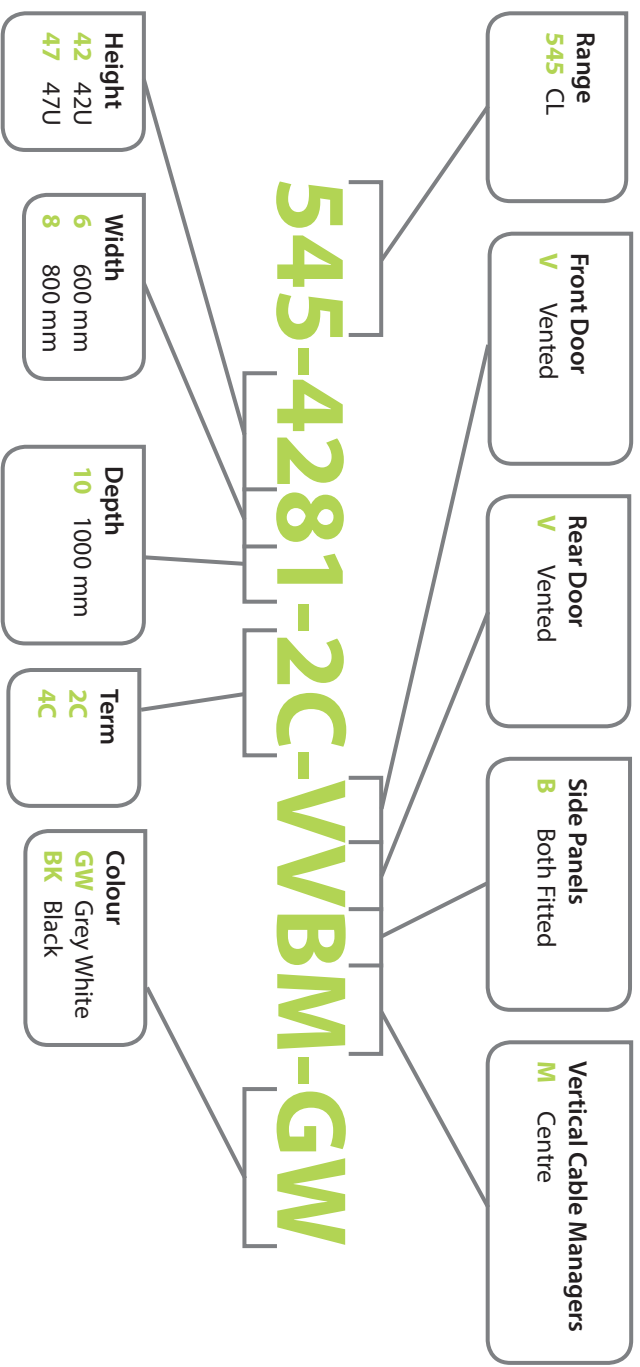 Range
545 CL
Front Door
V Vented
Rear Door
V Vented
Side Panels
B Both Fitted
Vertical Cable Managers
M Centre
545-4281-2C-VVBM-GW
Height
42 42U
47 47U
Width
6 600 mm
8 800 mm
Depth
10 1000 mm
Term
2C
4C
Colour
GW Grey White
BK Black